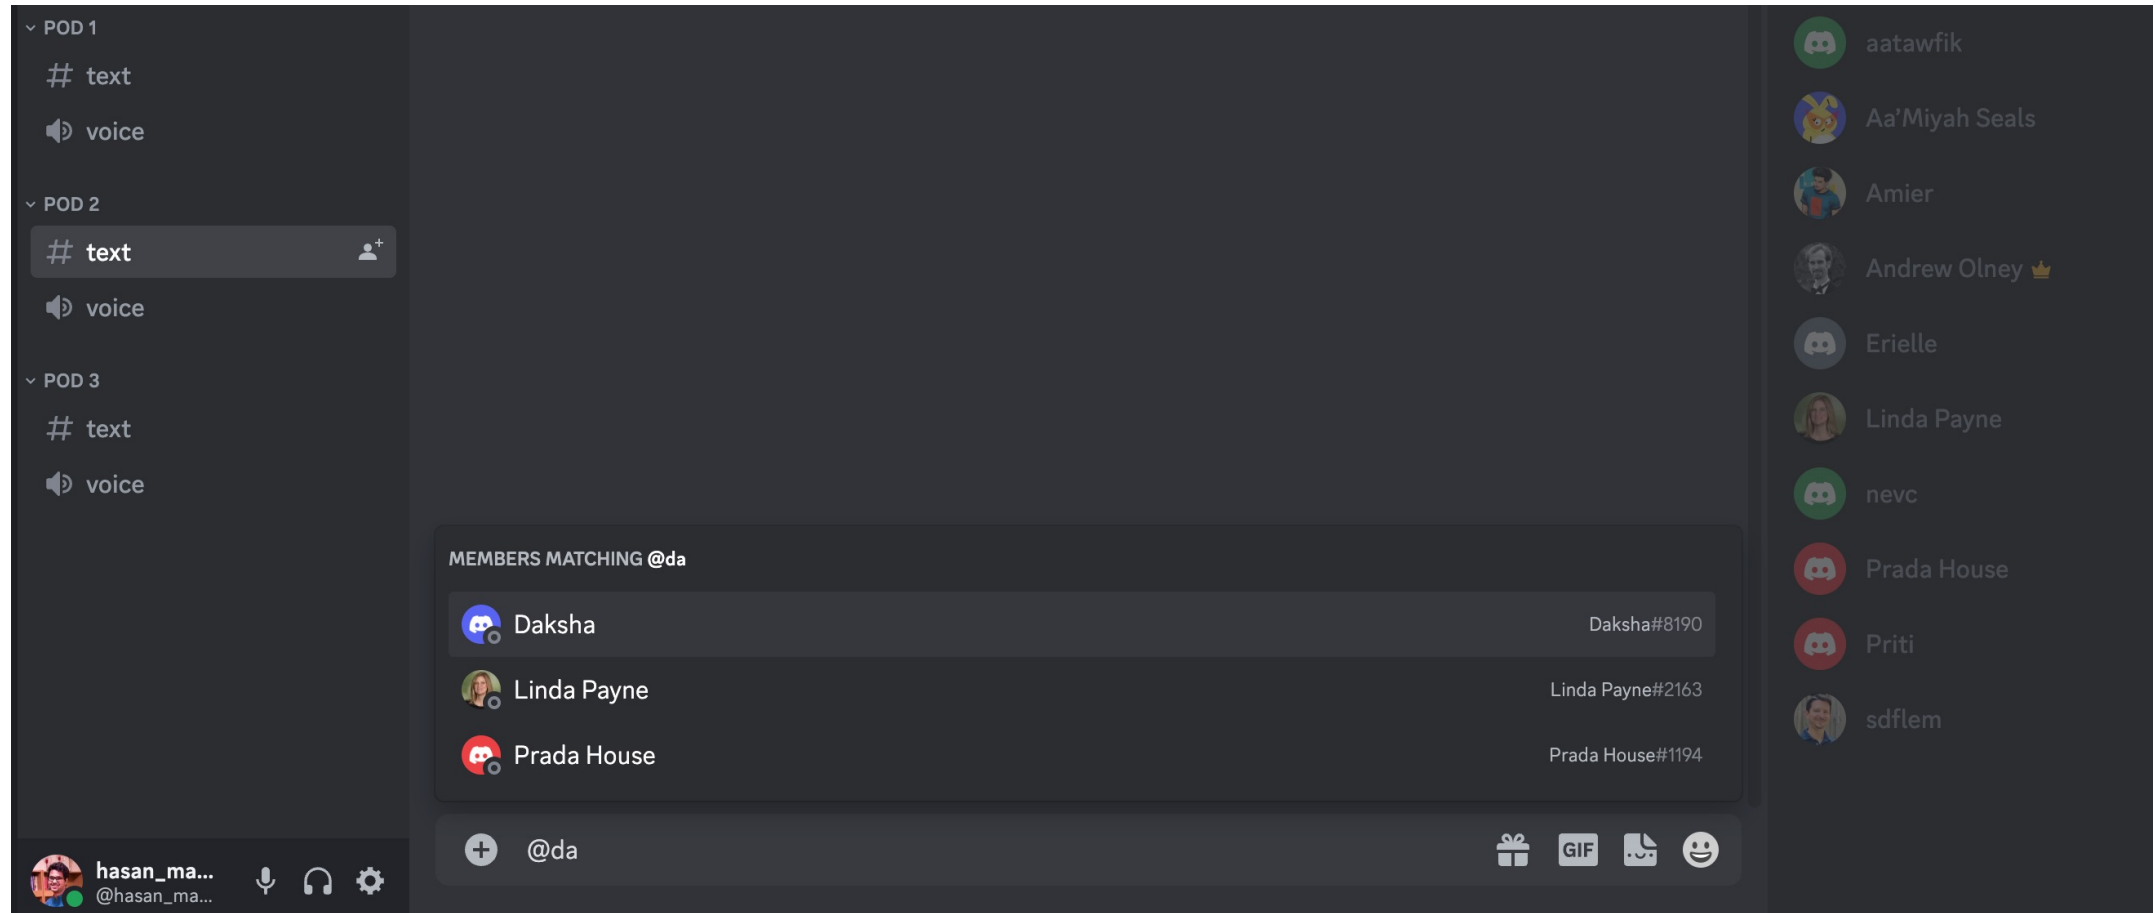 POD 1
text
voice
POD 2
text
voice
POD 3
text
voice
hasan_ma...
@hasan_ma...
MEMBERS MATCHING @da
Daksha Daksha#8190
Linda Payne Linda Payne#2163
Prada House Prada House#1194
@da
GIF
aatawfik
Aa’Miyah Seals
Amier
Andrew Olney
Erielle
Linda Payne
nevc
Prada House
Priti
sdflem